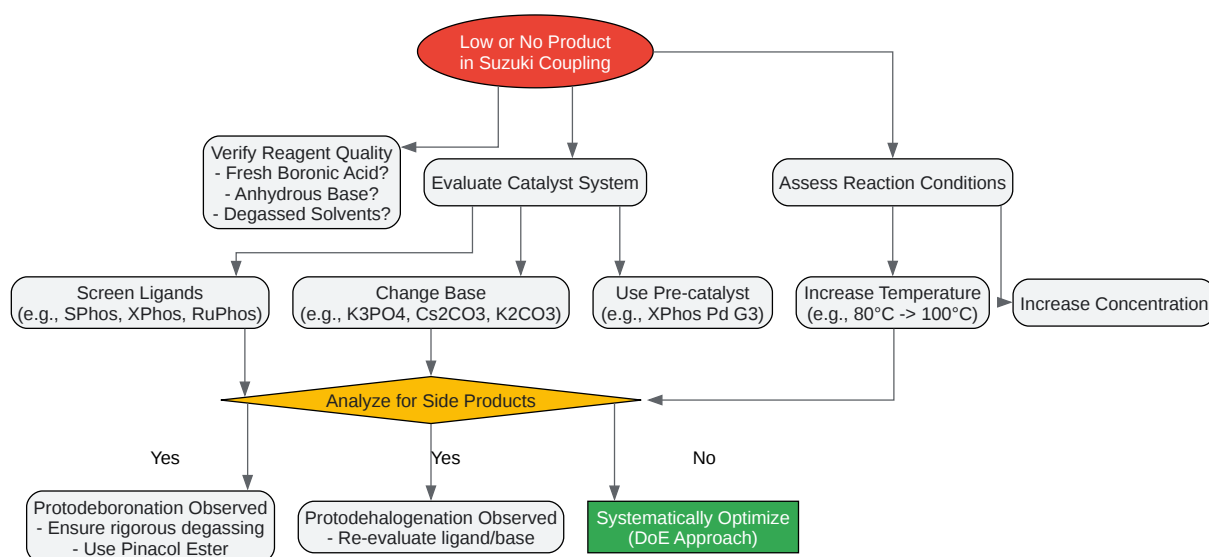 Low or No Product
in Suzuki Coupling
Verify Reagent Quality
- Fresh Boronic Acid?
- Anhydrous Base?
- Degassed Solvents?
Evaluate Catalyst System
Assess Reaction Conditions
Screen Ligands
(e.g., SPhos, XPhos, RuPhos)
Change Base
(e.g., K3PO4, Cs2CO3, K2CO3)
Use Pre-catalyst
(e.g., XPhos Pd G3)
Increase Temperature
(e.g., 80°C -> 100°C)
Increase Concentration
Analyze for Side Products
Yes
Yes
No
Protodeboronation Observed
- Ensure rigorous degassing
- Use Pinacol Ester
Protodehalogenation Observed
- Re-evaluate ligand/base
Systematically Optimize
(DoE Approach)